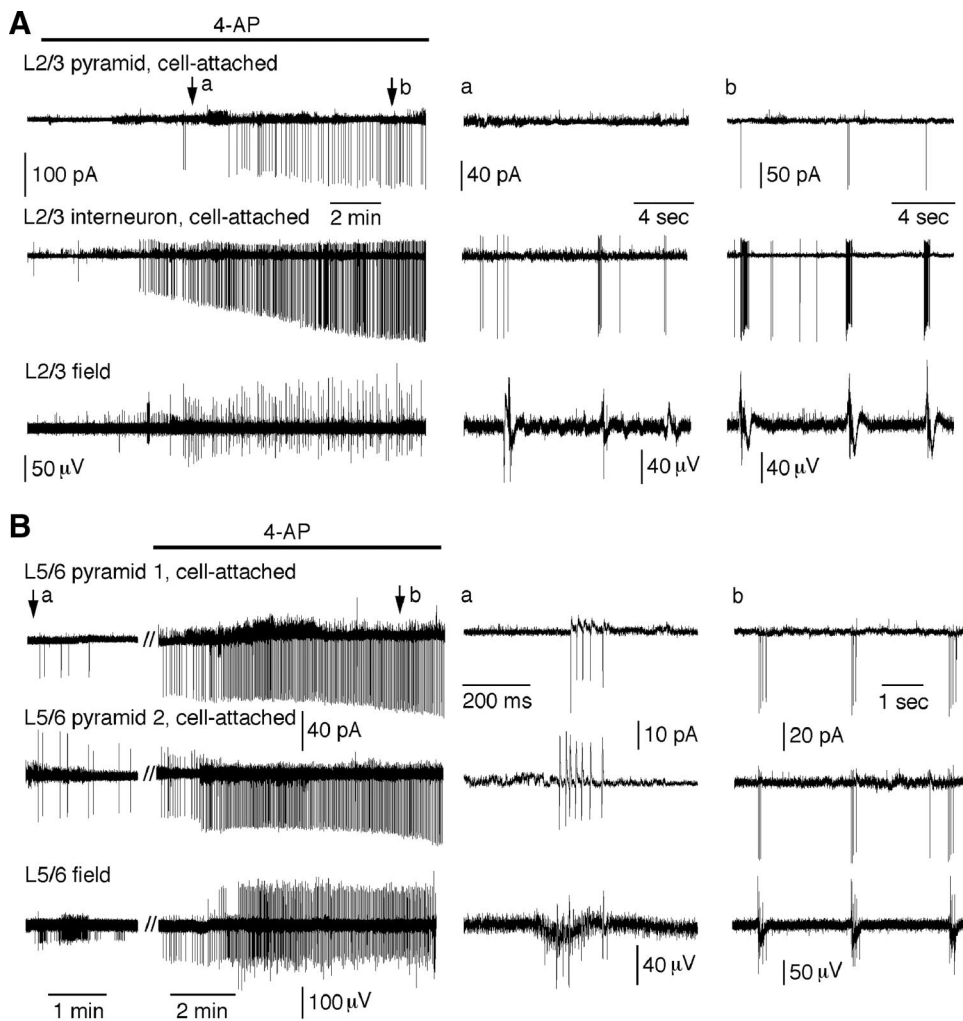 A
4-AP
L2/3 pyramid, cell-attached
a
b
a
b
100 pA
40 pA
50 pA
L2/3 interneuron, cell-attached
2 min
4 sec
4 sec
L2/3 field
50 µV
40 µV
40 µV
B
4-AP
L5/6 pyramid 1, cell-attached
a
b
a
b
//
200 ms
1 sec
L5/6 pyramid 2, cell-attached
40 pA
10 pA
20 pA
//
L5/6 field
//
40 µV
50 µV
1 min
2 min
100 µV